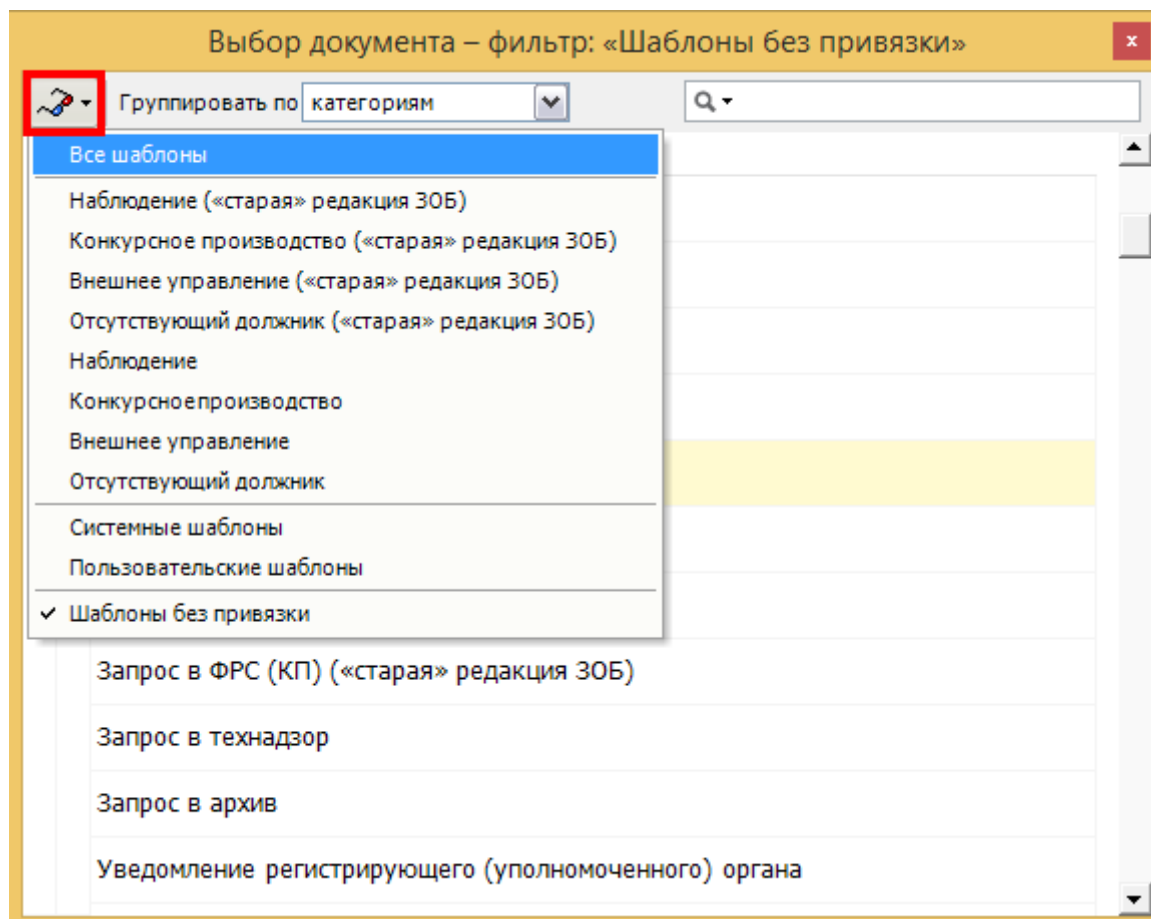 Выбор документа – фильтр: «Шаблоны без привязки»
x
Группировать по категориям
Все шаблоны
Наблюдение («старая» редакция ЗОБ)
Конкурсное производство («старая» редакция ЗОБ)
Внешнее управление («старая» редакция ЗОБ)
Отсутствующий должник («старая» редакция ЗОБ)
Наблюдение
Конкурсноепроизводство
Внешнее управление
Отсутствующий должник
Системные шаблоны
Пользовательские шаблоны
Шаблоны без привязки
Запрос в ФРС (КП) («старая» редакция ЗОБ)
Запрос в технадзор
Запрос в архив
Уведомление регистрирующего (уполномоченного) органа